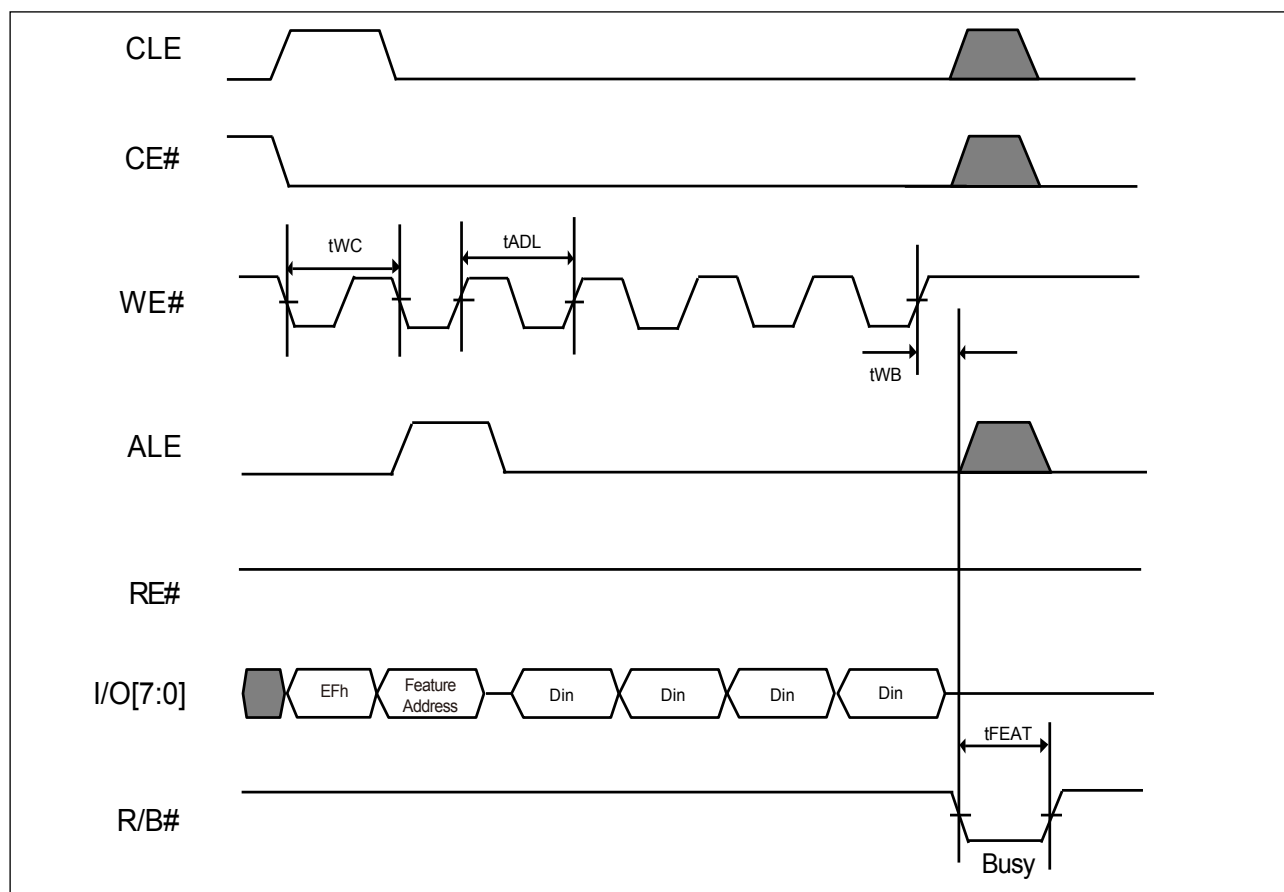 CLE
CE#
tWC
tADL
WE#
tWB
ALE
RE#
I/O[7:0]
EFh
Feature
Address
Din
Din
Din
Din
tFEAT
R/B#
Busy